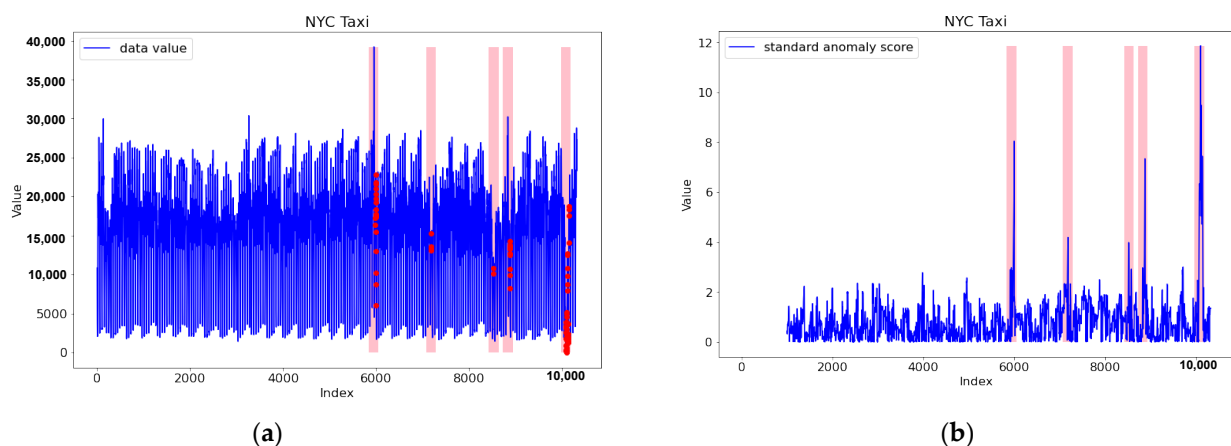 NYC Taxi
40,000
35,000
30,000
25,000
20,000
15,000
10,000
5000
0
Value
data value
0 2000 4000 6000 8000 10,000
Index
(a)
NYC Taxi
12
10
8
6
4
2
0
Value
standard anomaly score
0 2000 4000 6000 8000 10,000
Index
(b)